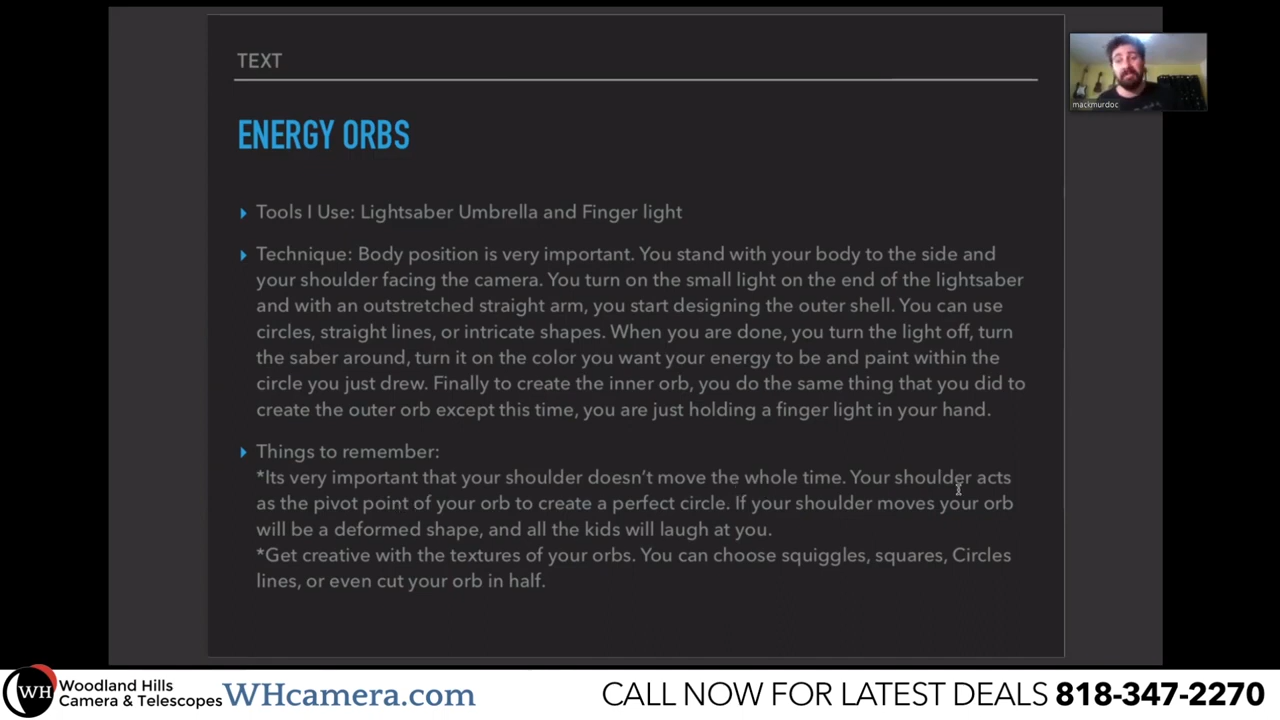 TEXT
mackmurdoc
ENERGY ORBS
Tools I Use: Lightsaber Umbrella and Finger light
Technique: Body position is very important. You stand with your body to the side and
your shoulder facing the camera. You turn on the small light on the end of the lightsaber
and with an outstretched straight arm, you start designing the outer shell. You can use
circles, straight lines, or intricate shapes. When you are done, you turn the light off, turn
the saber around, turn it on the color you want your energy to be and paint within the
circle you just drew. Finally to create the inner orb, you do the same thing that you did to
create the outer orb except this time, you are just holding a finger light in your hand.
Things to remember:
*Its very important that your shoulder doesn't move the whole time. Your shoulder acts
as the pivot point of your orb to create a perfect circle. If your shoulder moves your orb
will be a deformed shape, and all the kids will laugh at you.
*Get creative with the textures of your orbs. You can choose squiggles, squares, Circles
lines, or even cut your orb in half.
WH
Woodland Hills
Camera & Telescopes
WHcamera.com
CALL NOW FOR LATEST DEALS 818-347-2270